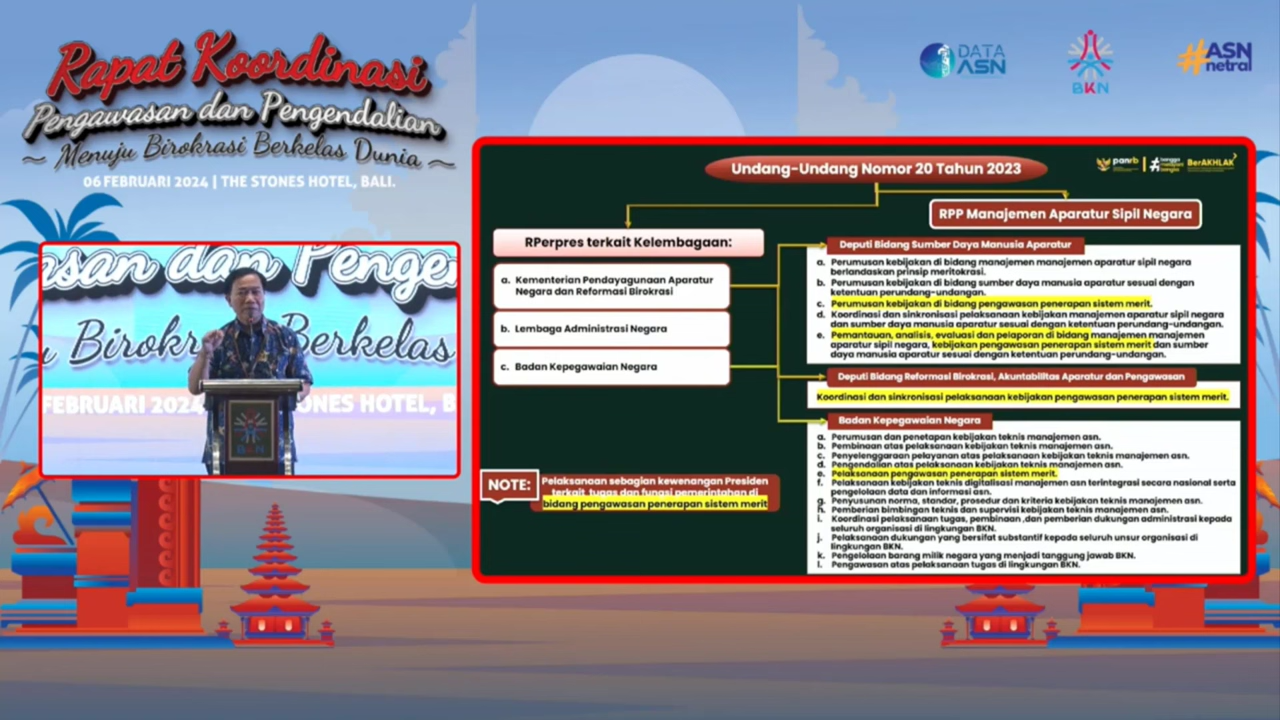 Rapat Koordinasi
Pengawasan dan Pengendalian
~ Menuju Birokrasi Berkelas Dunia ~
06 FEBRUARI 2024 | THE STONES HOTEL, BALI.
DATA
ASN
BKN
#ASN
netral
asan dan Penge
u Birokr
Berkelas
FEBRUARI 2024
ONES HOTEL, B
BKN
Undang-Undang Nomor 20 Tahun 2023
panrb
bangga
melayani
bangsa
BerAKHLAK
RPP Manajemen Aparatur Sipil Negara
RPerpres terkait Kelembagaan:
a. Kementerian Pendayagunaan Aparatur
Negara dan Reformasi Birokrasi
b. Lembaga Administrasi Negara
c. Badan Kepegawaian Negara
NOTE:
Pelaksanaan sebagian kewenangan Presiden
terkait tugas dan fungsi pemerintahan di
bidang pengawasan penerapan sistem merit
Deputi Bidang Sumber Daya Manusia Aparatur
a. Perumusan kebijakan di bidang manajemen manajemen aparatur sipil negara
berlandaskan prinsip meritokrasi.
b. Perumusan kebijakan di bidang sumber daya manusia aparatur sesuai dengan
ketentuan perundang-undangan.
c. Perumusan kebijakan di bidang pengawasan penerapan sistem merit.
d. Koordinasi dan sinkronisasi pelaksanaan kebijakan manajemen aparatur sipil negara
dan sumber daya manusia aparatur sesuai dengan ketentuan perundang-undangan.
e. Pemantauan, analisis, evaluasi dan pelaporan di bidang manajemen manajemen
aparatur sipil negara, kebijakan pengawasan penerapan sistem merit dan sumber
daya manusia aparatur sesuai dengan ketentuan perundang-undangan.
Deputi Bidang Reformasi Birokrasi, Akuntabilitas Aparatur dan Pengawasan
Koordinasi dan sinkronisasi pelaksanaan kebijakan pengawasan penerapan sistem merit.
Badan Kepegawaian Negara
a. Perumusan dan penetapan kebijakan teknis manajemen asn.
b. Pembinaan atas pelaksanaan kebijakan teknis manajemen asn.
c. Penyelenggaraan pelayanan atas pelaksanaan kebijakan teknis manajemen asn.
d. Pengendalian atas pelaksanaan kebijakan teknis manajemen asn.
e. Pelaksanaan pengawasan penerapan sistem merit.
f. Pelaksanaan kebijakan teknis digitalisasi manajemen asn terintegrasi secara nasional serta
pengelolaan data dan informasi asn.
g. Penyusunan norma, standar, prosedur dan kriteria kebijakan teknis manajemen asn.
h. Pemberian bimbingan teknis dan supervisi kebijakan teknis manajemen asn.
i. Koordinasi pelaksanaan tugas, pembinaan ,dan pemberian dukungan administrasi kepada
seluruh organisasi di lingkungan BKN.
j. Pelaksanaan dukungan yang bersifat substantif kepada seluruh unsur organisasi di
lingkungan BKN.
k. Pengelolaan barang milik negara yang menjadi tanggung jawab BKN.
l. Pengawasan atas pelaksanaan tugas di lingkungan BKN.